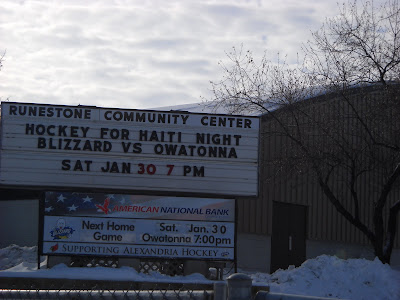 RUNESTONE COMMUNITY CENTER
HOCKEY FOR HAITI NIGHT
BLIZZARD VS OWATONNA
SAT JAN 30 7 PM
AMERICAN NATIONAL BANK
Next Home Sat. Jan. 30
Game Owatonna 7:00pm
SUPPORTING ALEXANDRIA HOCKEY